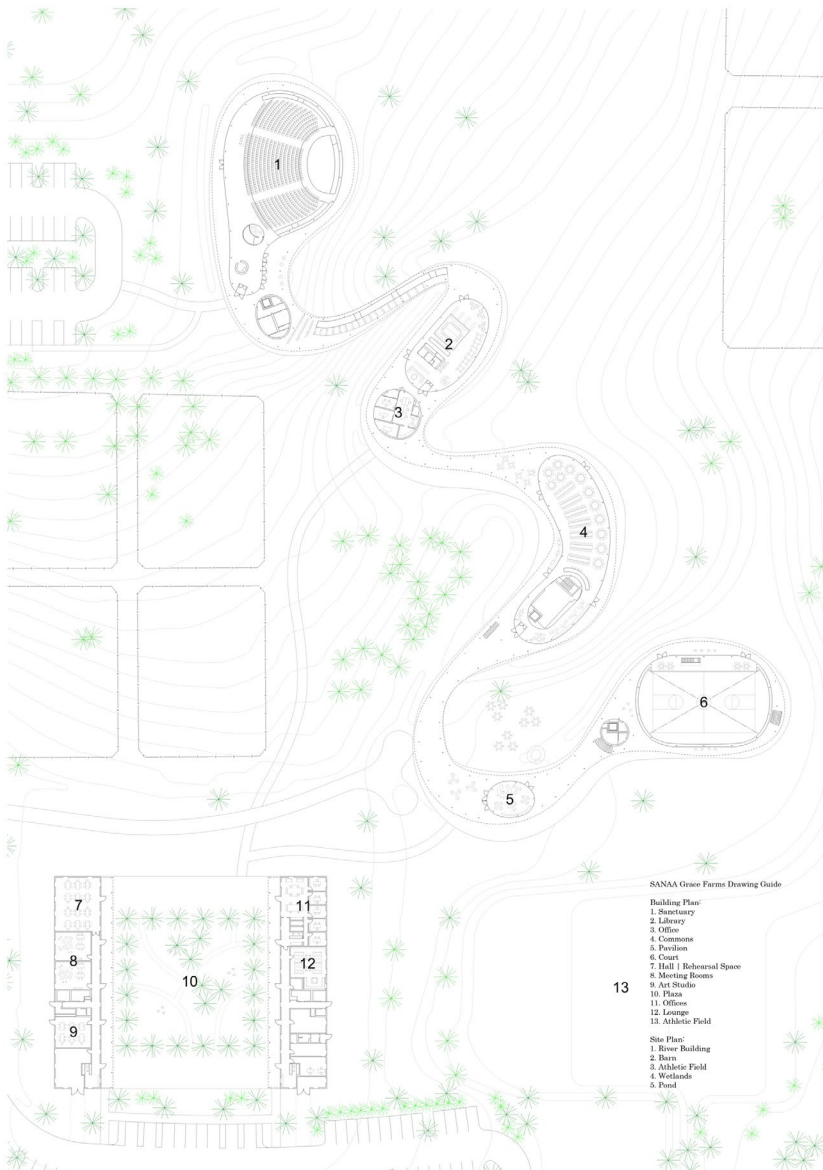 1
2
3
4
6
5
SANAA Grace Farms Drawing Guide
Building Plan:
1. Sanctuary
2. Library
3. Office
4. Commons
5. Pavilion
6. Court
7. Hall | Rehearsal Space
8. Meeting Rooms
9. Art Studio
10. Plaza
11. Offices
12. Lounge
13. Athletic Field
Site Plan:
1. River Building
2. Barn
3. Athletic Field
4. Wetlands
5. Pond
7
11
8
12
10
13
9